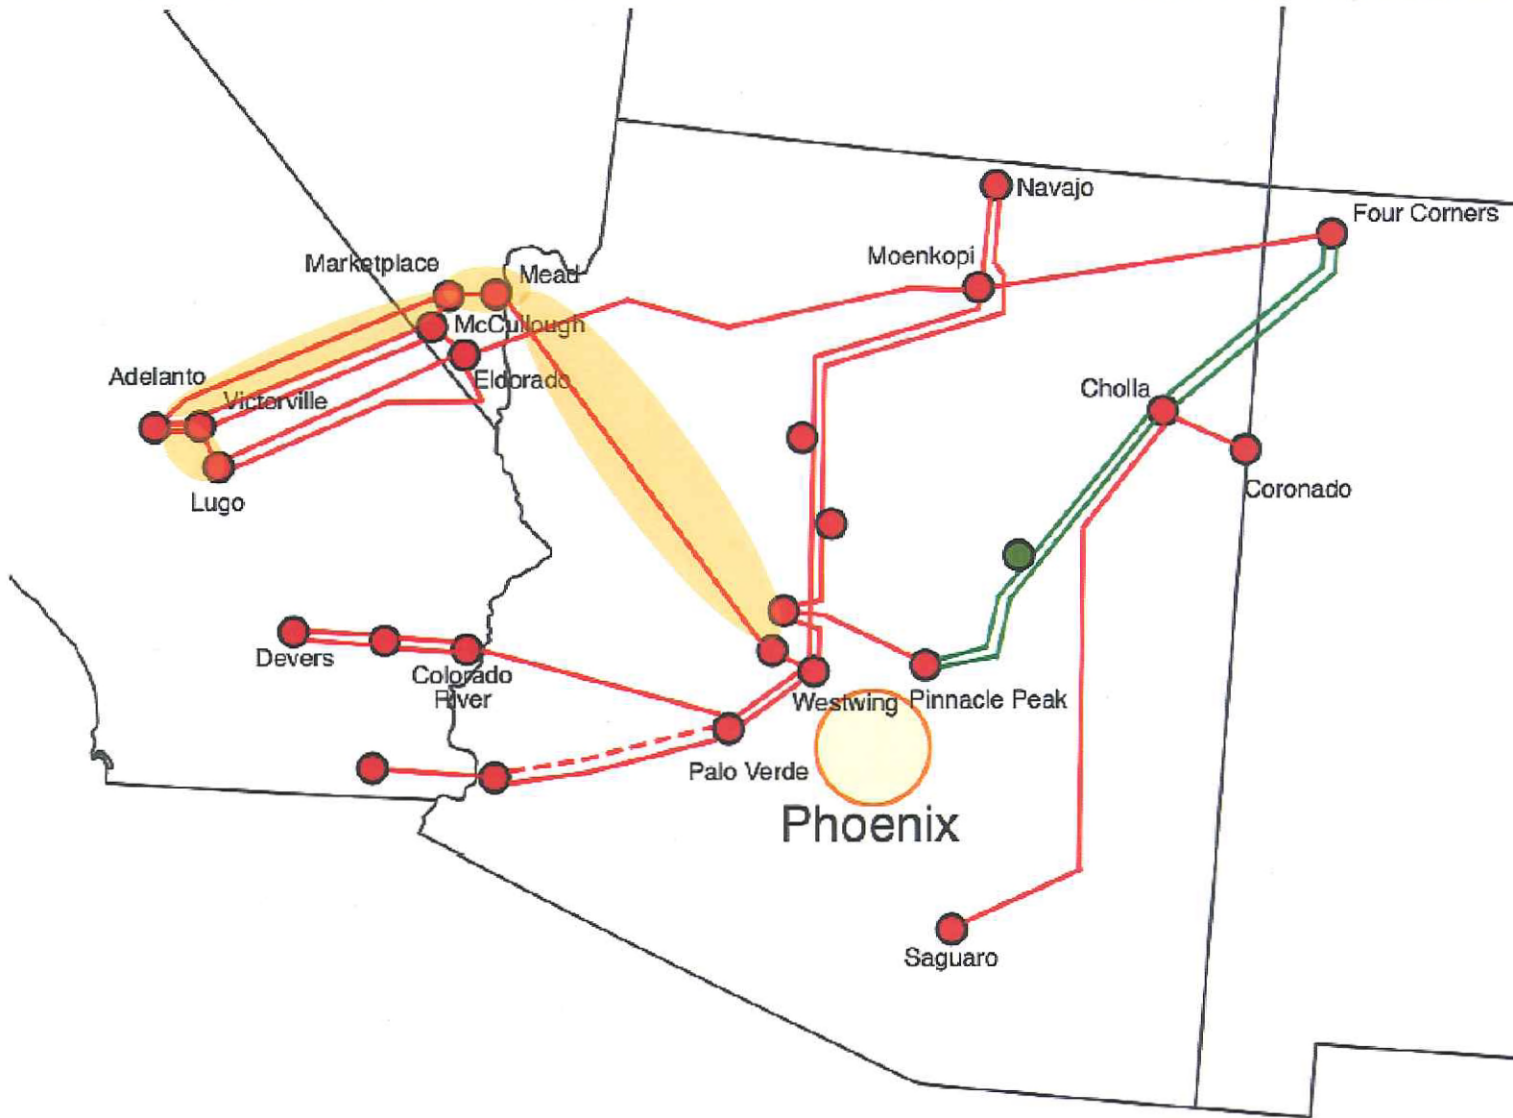 Navajo
Four Corners
Moenkopi
Marketplace
Mead
McCullough
Adelanto
Eldorado
Victorville
Cholla
Lugo
Coronado
Devers
Colorado
River
Westwing
Pinnacle Peak
Palo Verde
Phoenix
Saguaro